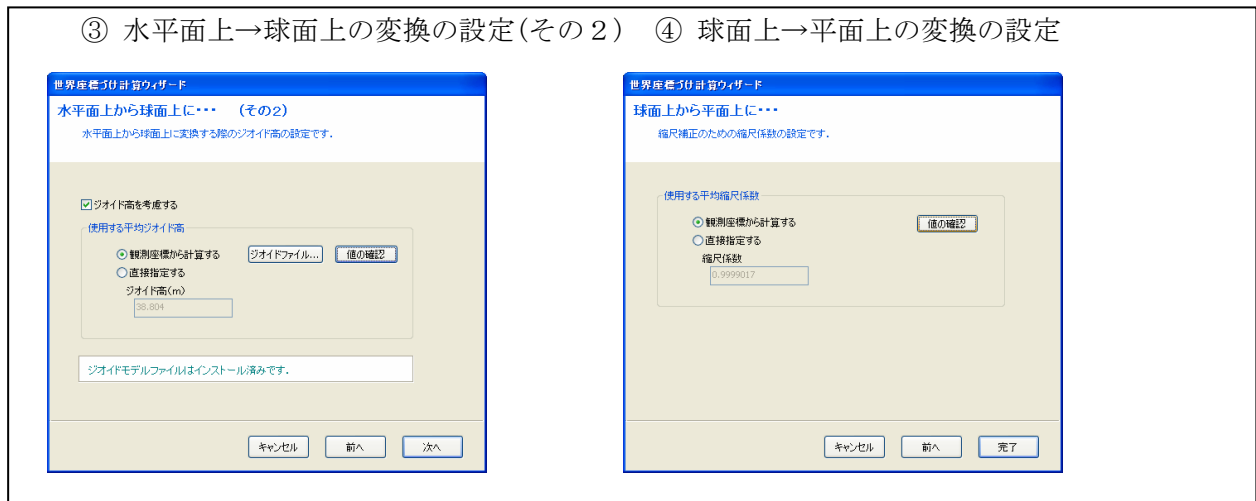 ③ 水平面上→球面上の変換の設定(その２) ④ 球面上→平面上の変換の設定
世界座標づけ計算ウィザード
水平面上から球面上に・・・ (その2)
水平面上から球面上に変換する際のジオイド高の設定です.
ジオイド高を考慮する
使用する平均ジオイド高
観測座標から計算する ジオイドファイル... 値の確認
直接指定する
ジオイド高(m)
38.804
ジオイドモデルファイルはインストール済みです.
キャンセル 前へ 次へ
世界座標づけ計算ウィザード
球面上から平面上に・・・
縮尺補正のための縮尺係数の設定です.
使用する平均縮尺係数
観測座標から計算する 値の確認
直接指定する
縮尺係数
0.9999017
キャンセル 前へ 完了